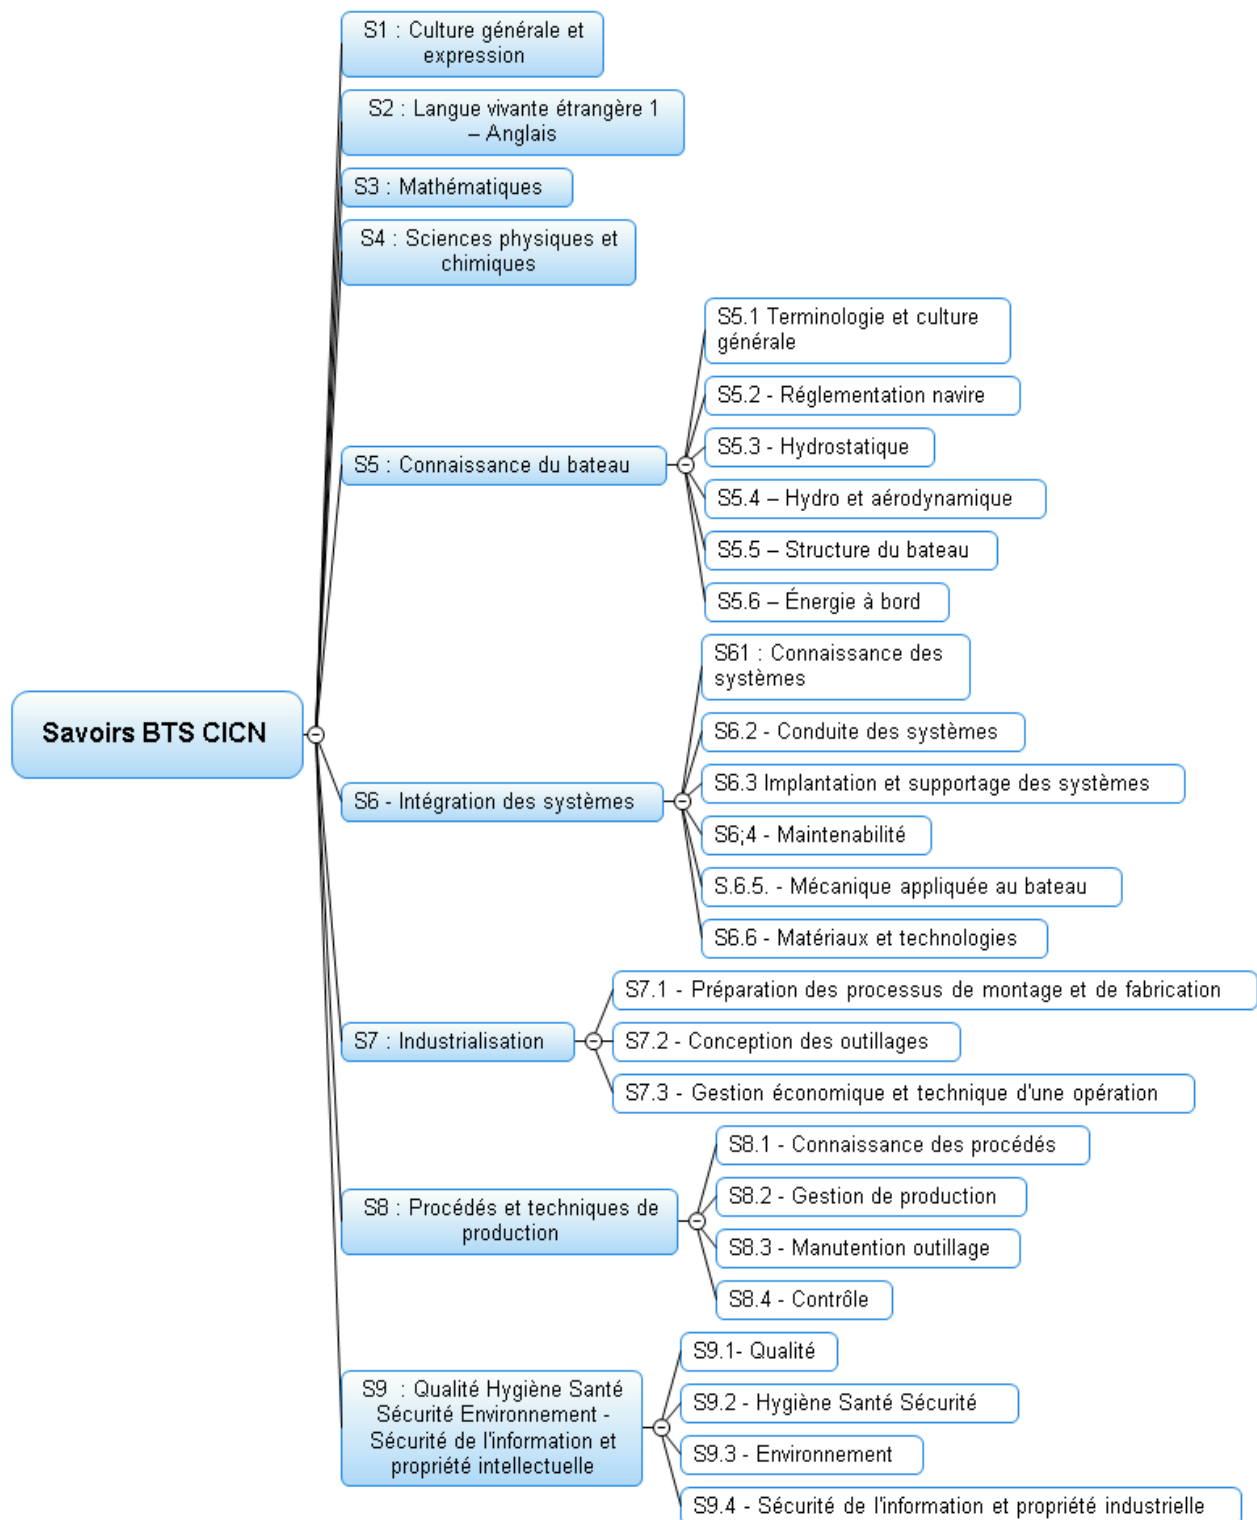 S1 : Culture générale et
expression
S2 : Langue vivante étrangère 1
– Anglais
S3 : Mathématiques
S4 : Sciences physiques et
chimiques
S5 : Connaissance du bateau
S5.1 Terminologie et culture
générale
S5.2 - Réglementation navire
S5.3 - Hydrostatique
S5.4 – Hydro et aérodynamique
S5.5 – Structure du bateau
S5.6 – Énergie à bord
Savoirs BTS CICN
S6 - Intégration des systèmes
S61 : Connaissance des
systèmes
S6.2 - Conduite des systèmes
S6.3 Implantation et supportage des systèmes
S6;4 - Maintenabilité
S.6.5. - Mécanique appliquée au bateau
S6.6 - Matériaux et technologies
S7 : Industrialisation
S7.1 - Préparation des processus de montage et de fabrication
S7.2 - Conception des outillages
S7.3 - Gestion économique et technique d'une opération
S8 : Procédés et techniques de
production
S8.1 - Connaissance des procédés
S8.2 - Gestion de production
S8.3 - Manutention outillage
S8.4 - Contrôle
S9 : Qualité Hygiène Santé
Sécurité Environnement -
Sécurité de l'information et
propriété intellectuelle
S9.1- Qualité
S9.2 - Hygiène Santé Sécurité
S9.3 - Environnement
S9.4 - Sécurité de l'information et propriété industrielle